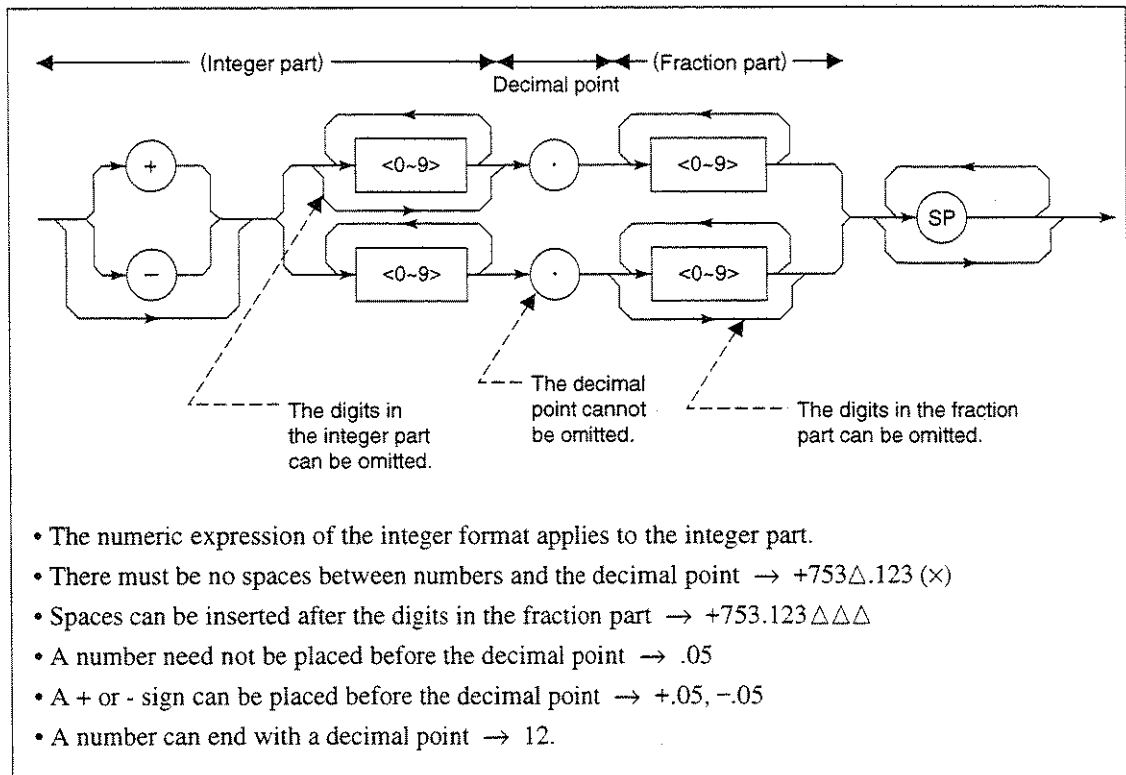 (Integer part)
Decimal point
(Fraction part)
+
<0~9>
·
<0~9>
SP
−
<0~9>
·
<0~9>
The digits in
the integer part
can be omitted.
The decimal
point cannot
be omitted.
The digits in the fraction
part can be omitted.
• The numeric expression of the integer format applies to the integer part.
• There must be no spaces between numbers and the decimal point → +753△.123 (×)
• Spaces can be inserted after the digits in the fraction part → +753.123△△△
• A number need not be placed before the decimal point → .05
• A + or - sign can be placed before the decimal point → +.05, −.05
• A number can end with a decimal point → 12.